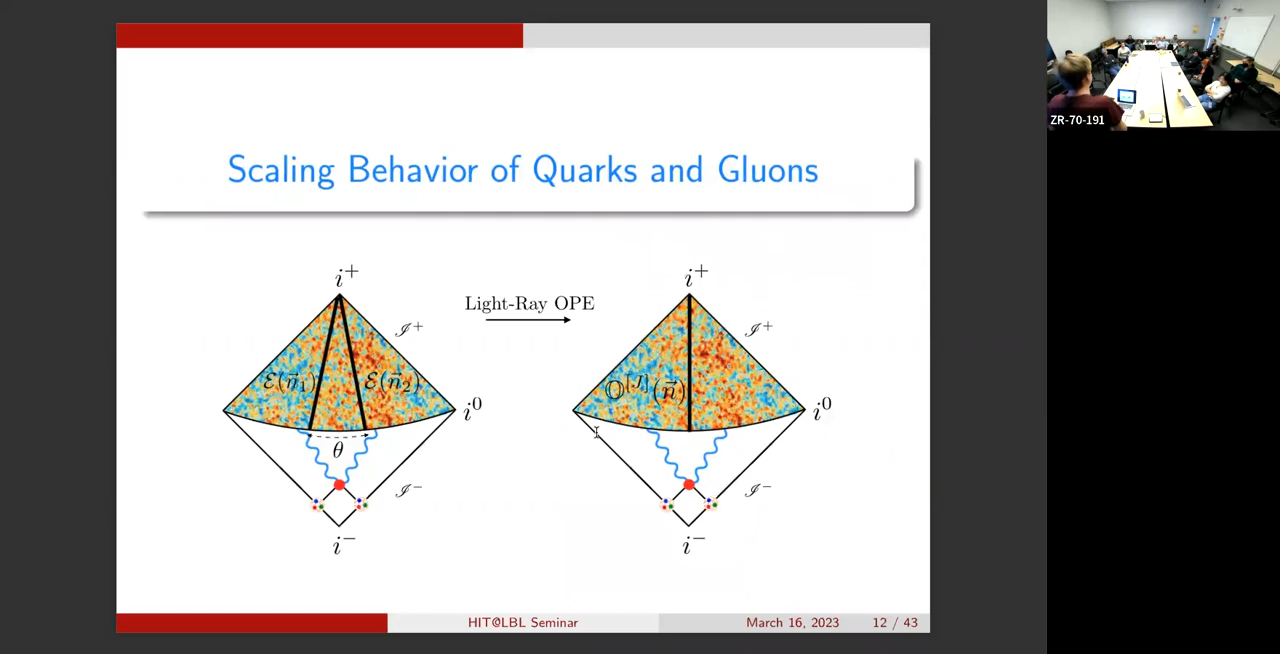 ZR-70-191
Scaling Behavior of Quarks and Gluons
i⁺
Light-Ray OPE
i⁺
ℐ⁺
ℐ⁺
ℰ(n⃗₁)
ℰ(n⃗₂)
𝕆^[J](n⃗)
i⁰
i⁰
θ
ℐ⁻
ℐ⁻
i⁻
i⁻
HIT@LBL Seminar
March 16, 2023
12 / 43